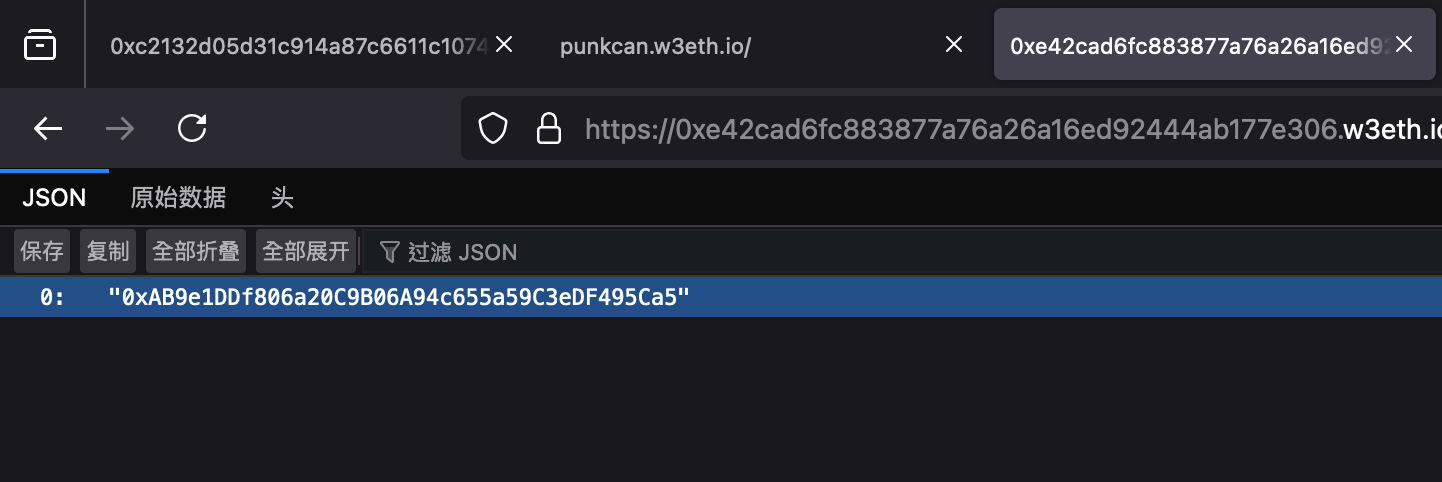 0xc2132d05d31c914a87c6611c1074
punkcan.w3eth.io/
0xe42cad6fc883877a76a26a16ed92
https://0xe42cad6fc883877a76a26a16ed92444ab177e306.w3eth.io
JSON 原始数据 头
保存 复制 全部折叠 全部展开 过滤 JSON
0: "0xAB9e1DDf806a20C9B06A94c655a59C3eDF495Ca5"